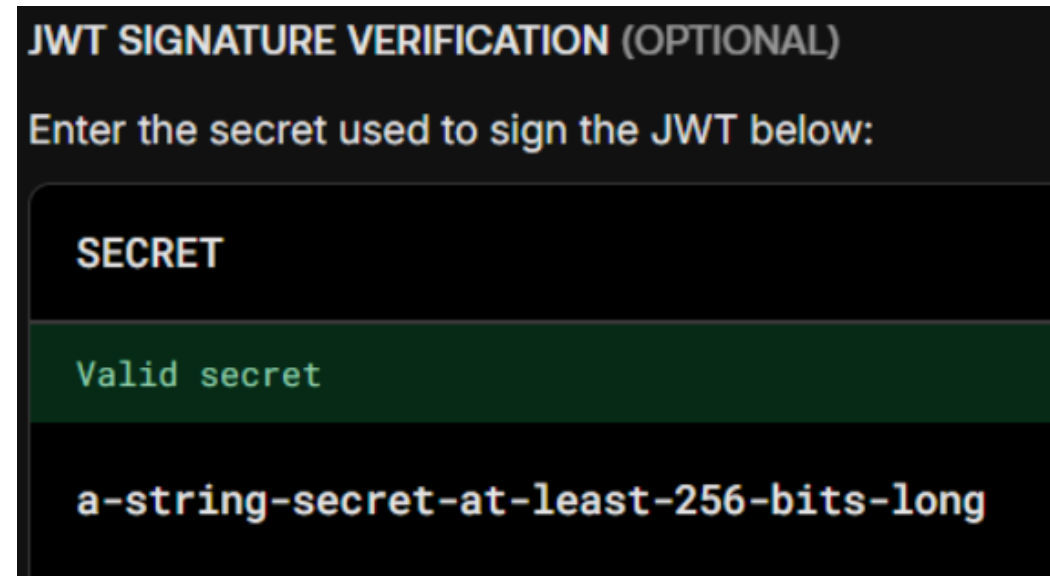 JWT SIGNATURE VERIFICATION (OPTIONAL)
Enter the secret used to sign the JWT below:
SECRET
Valid secret
a-string-secret-at-least-256-bits-long